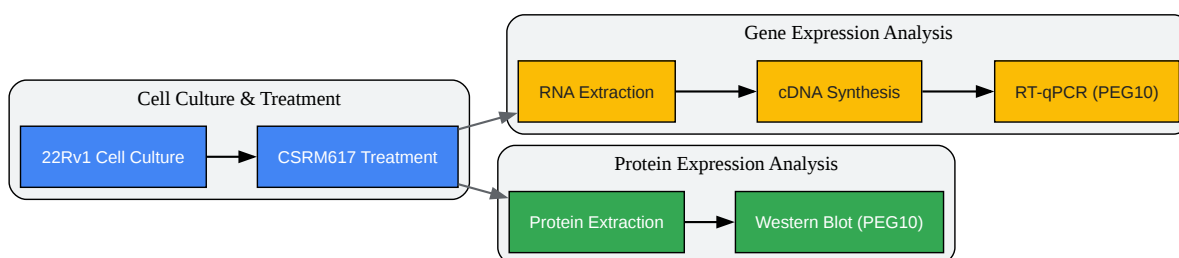 Gene Expression Analysis
RNA Extraction
cDNA Synthesis
RT-qPCR (PEG10)
Cell Culture & Treatment
22Rv1 Cell Culture
CSRM617 Treatment
Protein Expression Analysis
Protein Extraction
Western Blot (PEG10)